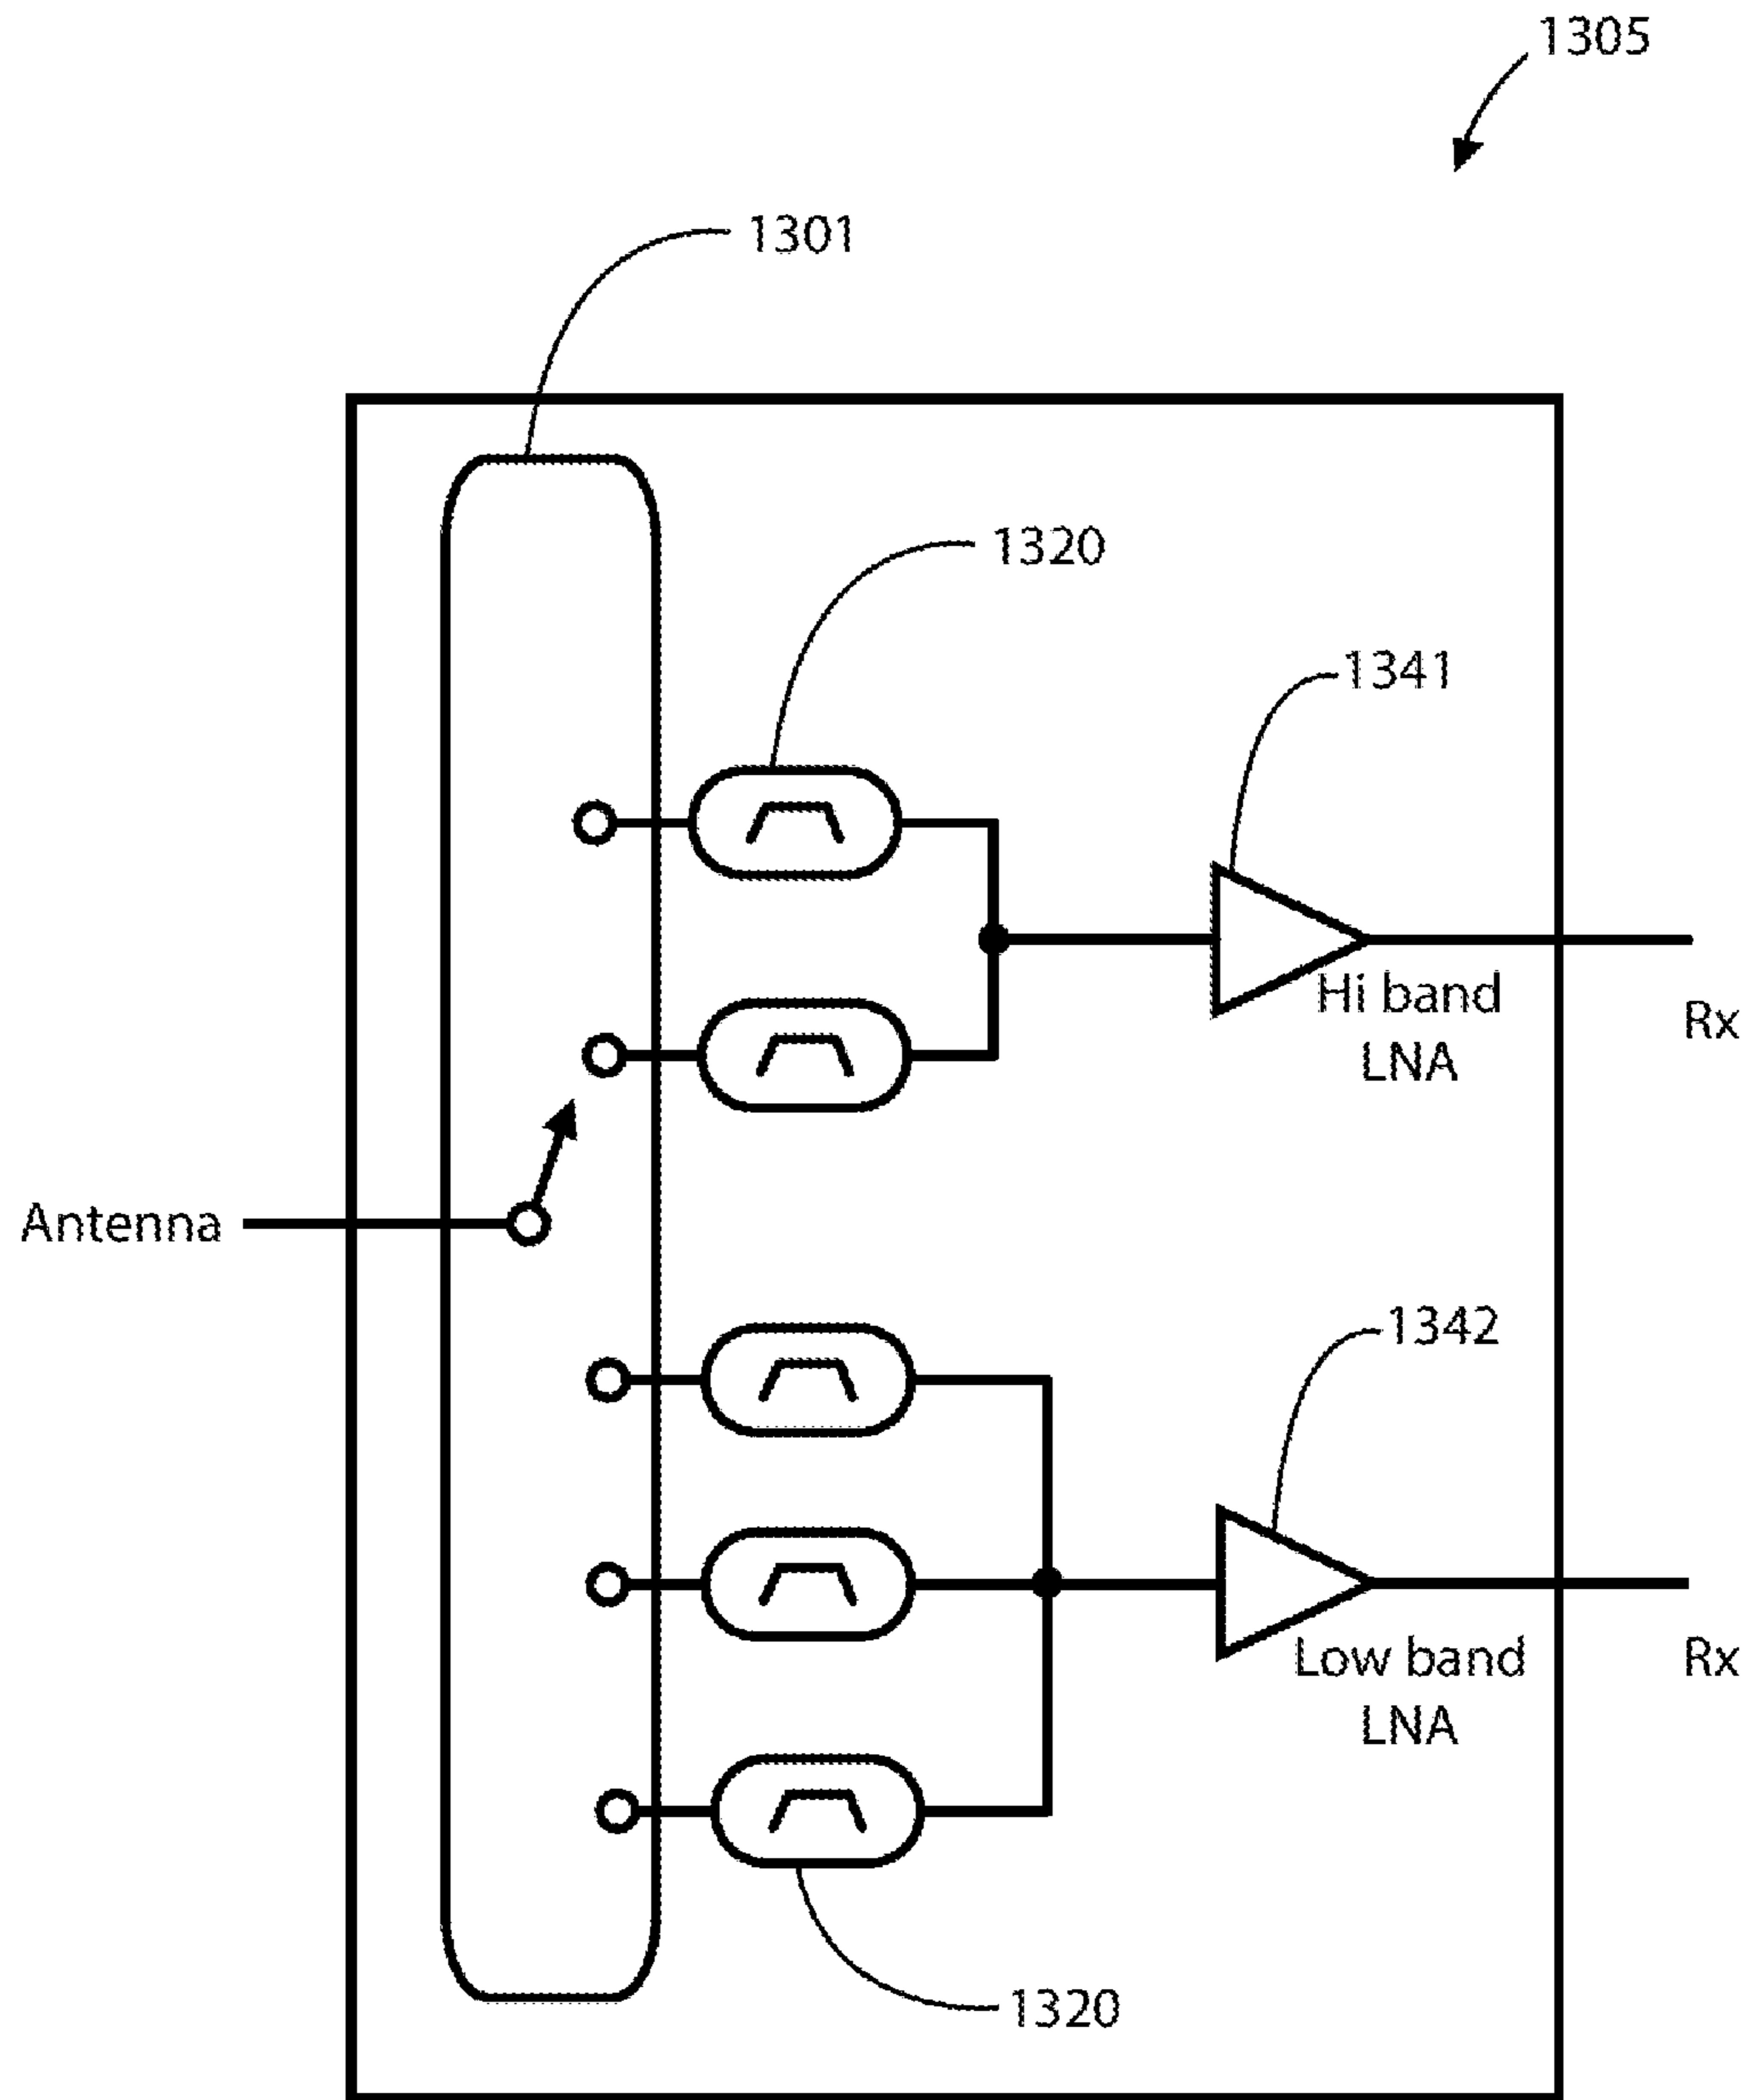 1305
1301
1320
1341
Hi band
LNA
Rx
Antenna
1342
Low band
LNA
Rx
1320